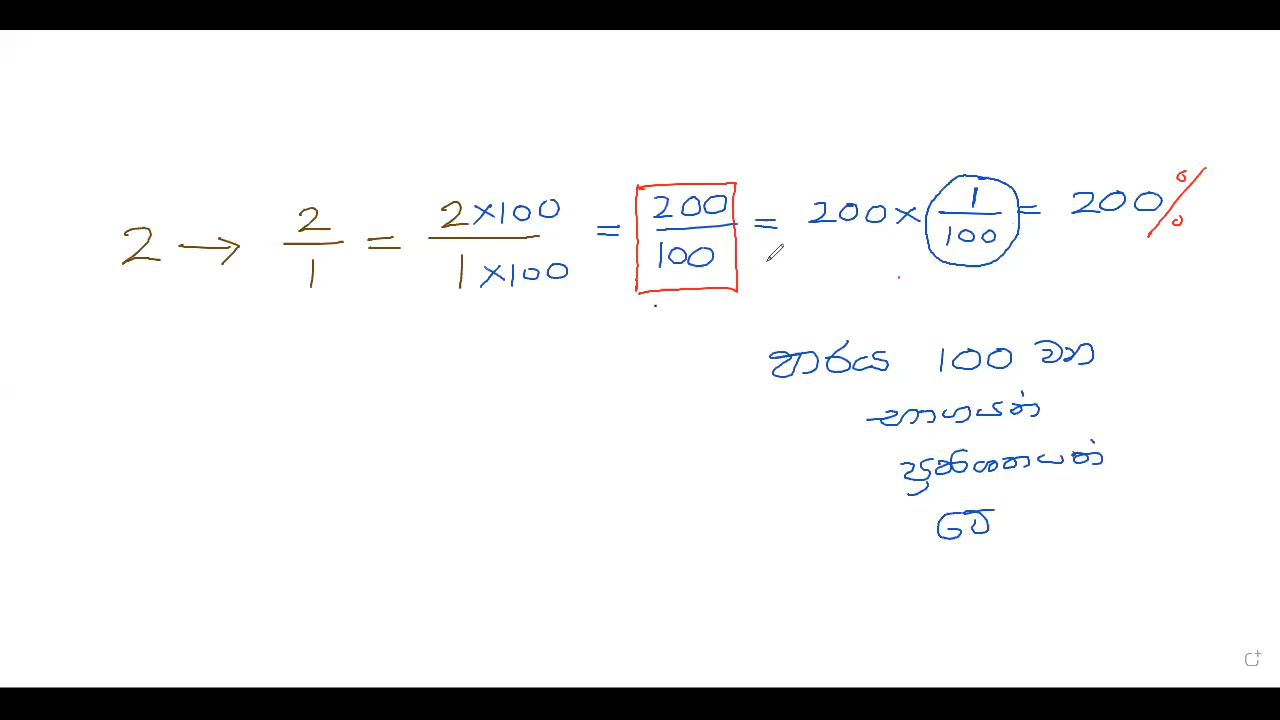 2 → 2/1 = 2×100/1×100 = 200/100 = 200 × 1/100 = 200%
හරය 100 වන
භාගයක්
ප්‍රතිශතයක්
වේ